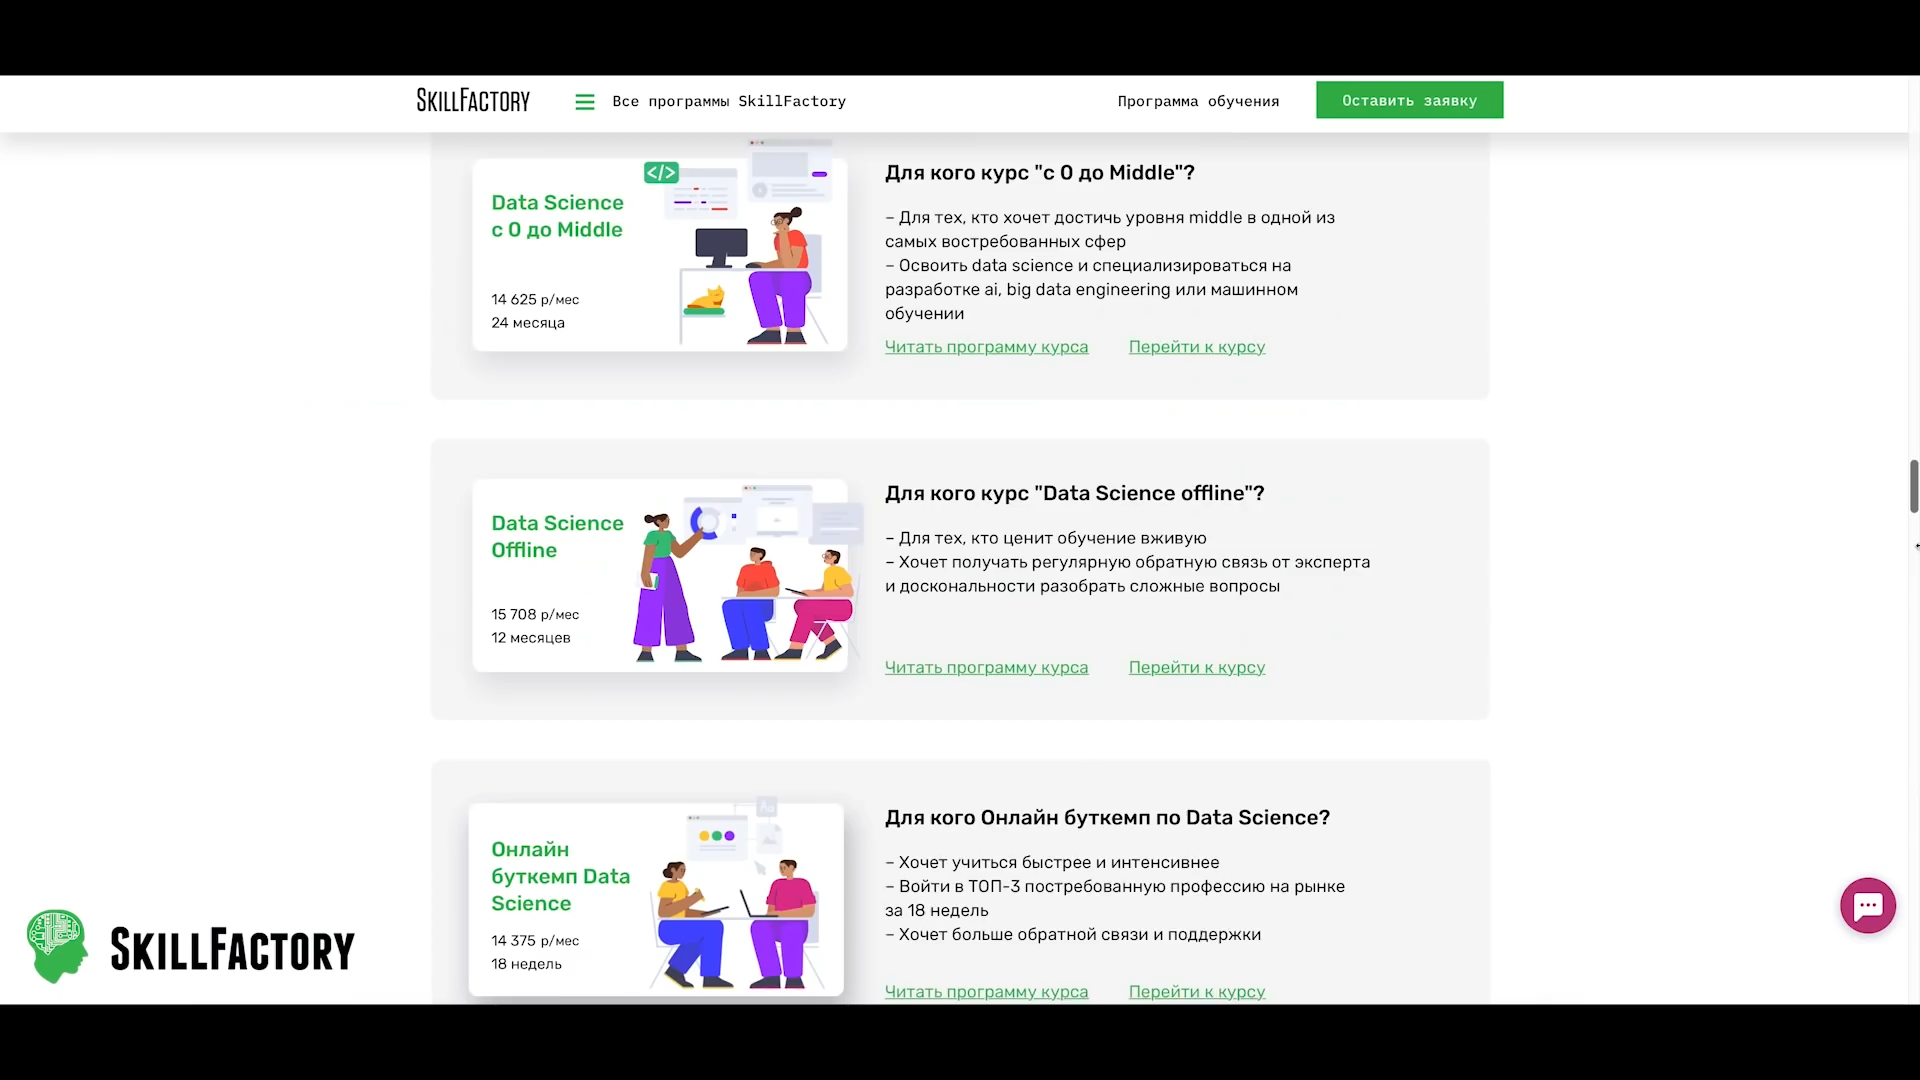 SKILLFACTORY
Все программы SkillFactory
Программа обучения
Оставить заявку
</>
Data Science
с 0 до Middle
14 625 р/мес
24 месяца
Для кого курс "с 0 до Middle"?
– Для тех, кто хочет достичь уровня middle в одной из
самых востребованных сфер
– Освоить data science и специализироваться на
разработке ai, big data engineering или машинном
обучении
Читать программу курса
Перейти к курсу
Data Science
Offline
15 708 р/мес
12 месяцев
Для кого курс "Data Science offline"?
– Для тех, кто ценит обучение вживую
– Хочет получать регулярную обратную связь от эксперта
и доскональности разобрать сложные вопросы
Читать программу курса
Перейти к курсу
Онлайн
буткемп Data
Science
14 375 р/мес
18 недель
Aa
Для кого Онлайн буткемп по Data Science?
– Хочет учиться быстрее и интенсивнее
– Войти в ТОП-3 постребованную профессию на рынке
за 18 недель
– Хочет больше обратной связи и поддержки
Читать программу курса
Перейти к курсу
SKILLFACTORY